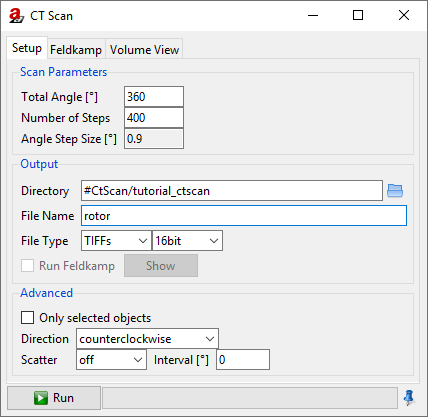 CT Scan
Setup Feldkamp Volume View
Scan Parameters
Total Angle [°] 360
Number of Steps 400
Angle Step Size [°] 0.9
Output
Directory #CtScan/tutorial_ctscan
File Name rotor
File Type TIFFs 16bit
Run Feldkamp Show
Advanced
Only selected objects
Direction counterclockwise
Scatter off Interval [°] 0
Run